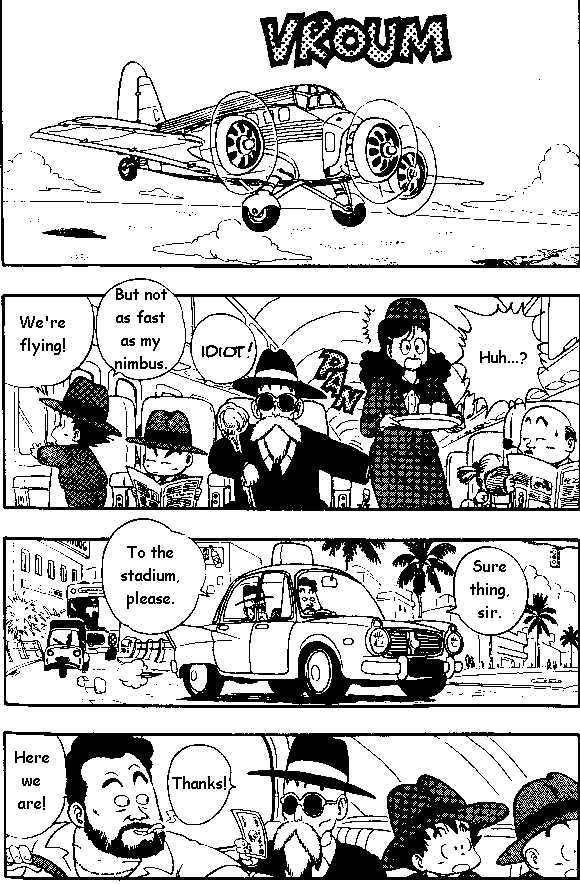 VROUM
We're
flying!
But not
as fast
as my
nimbus.
IDIOT!
PAN
Huh...?
To the
stadium,
please.
Sure
thing,
sir.
Here
we
are!
Thanks!